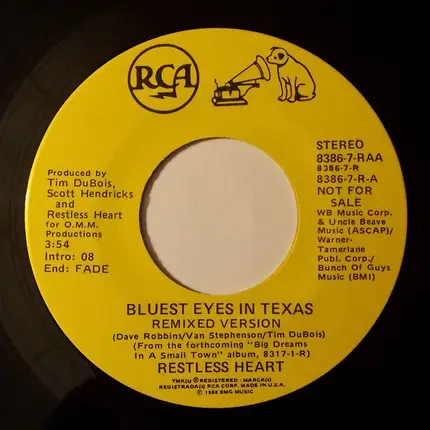 RCA
Produced by
Tim DuBois,
Scott Hendricks
and
Restless Heart
for O.M.M.
Productions
3:54
Intro: 08
End: FADE
STEREO
8386-7-RAA
8386-7-R
8386-7-R-A
NOT FOR
SALE
WB Music Corp.
& Uncle Beave
Music (ASCAP)/
Warner-
Tamerlane
Publ. Corp./
Bunch Of Guys
Music (BMI)
BLUEST EYES IN TEXAS
REMIXED VERSION
(Dave Robbins/Van Stephenson/Tim DuBois)
(From the forthcoming "Big Dreams
In A Small Town" album, 8317-1-R)
RESTLESS HEART
TMK(s) ® REGISTERED • MARCA(s)
REGISTRADA(s) RCA CORP. MADE IN U.S.A.
℗ 1988 BMG MUSIC